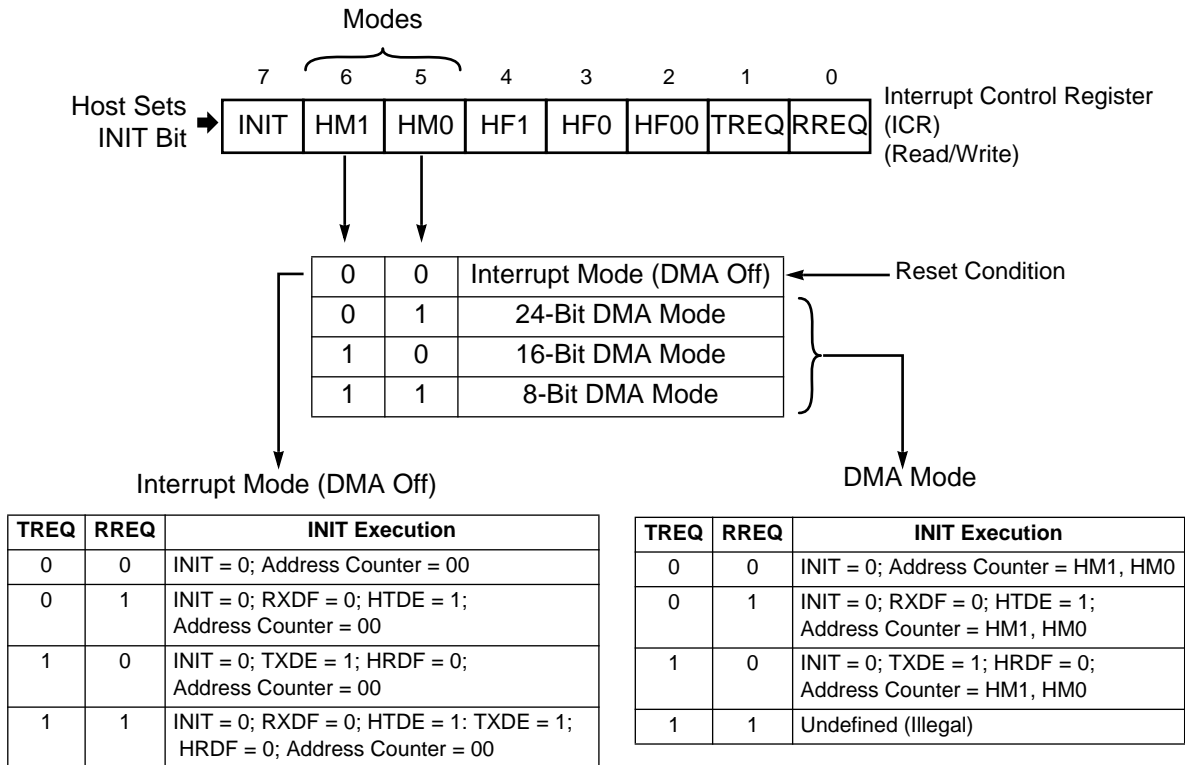 Modes
7 6 5 4 3 2 1 0
Host Sets
INIT Bit
INIT HM1 HM0 HF1 HF0 HF00 TREQ RREQ
Interrupt Control Register
(ICR)
(Read/Write)
0 0 Interrupt Mode (DMA Off)
0 1 24-Bit DMA Mode
1 0 16-Bit DMA Mode
1 1 8-Bit DMA Mode
Reset Condition
Interrupt Mode (DMA Off)
TREQ RREQ INIT Execution
0 0 INIT = 0; Address Counter = 00
0 1 INIT = 0; RXDF = 0; HTDE = 1;
Address Counter = 00
1 0 INIT = 0; TXDE = 1; HRDF = 0;
Address Counter = 00
1 1 INIT = 0; RXDF = 0; HTDE = 1: TXDE = 1;
HRDF = 0; Address Counter = 00
DMA Mode
TREQ RREQ INIT Execution
0 0 INIT = 0; Address Counter = HM1, HM0
0 1 INIT = 0; RXDF = 0; HTDE = 1;
Address Counter = HM1, HM0
1 0 INIT = 0; TXDE = 1; HRDF = 0;
Address Counter = HM1, HM0
1 1 Undefined (Illegal)